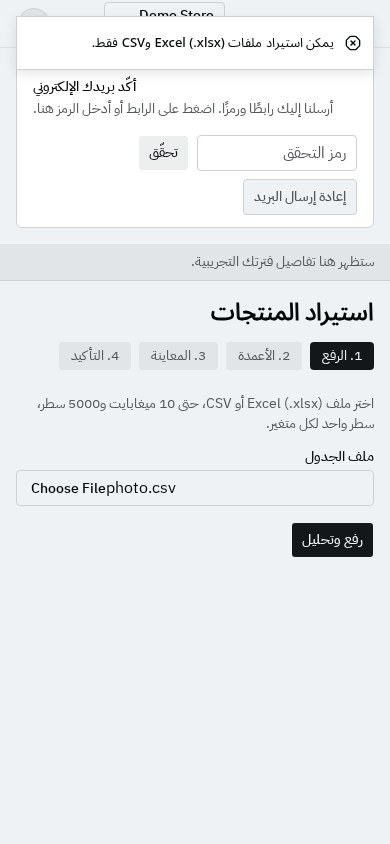 Demo Store
يمكن استيراد ملفات Excel (.xlsx) وCSV فقط.
أكّد بريدك الإلكتروني
أرسلنا إليك رابطًا ورمزًا. اضغط على الرابط أو أدخل الرمز هنا.
رمز التحقق
تحقّق
إعادة إرسال البريد
ستظهر هنا تفاصيل فترتك التجريبية.
استيراد المنتجات
1. الرفع
2. الأعمدة
3. المعاينة
4. التأكيد
اختر ملف Excel (.xlsx) أو CSV، حتى 10 ميغابايت و5000 سطر،
سطر واحد لكل متغير.
ملف الجدول
Choose File photo.csv
رفع وتحليل